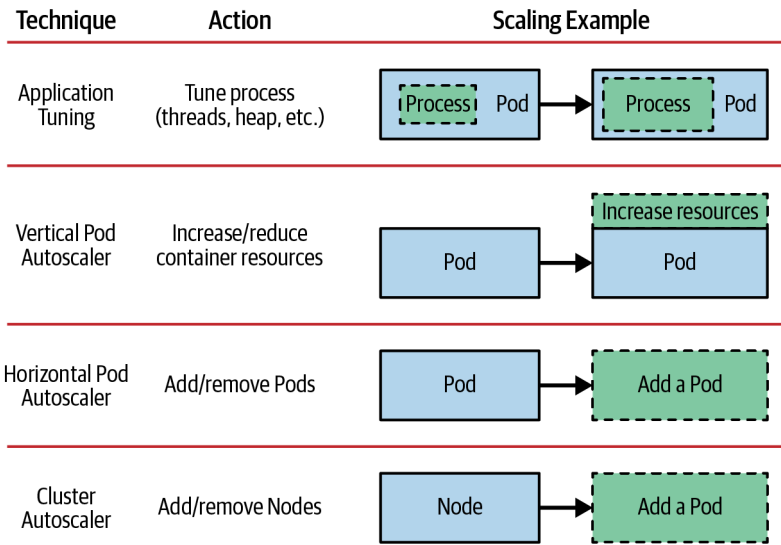 Technique Action Scaling Example
Application
Tuning
Tune process
(threads, heap, etc.)
Process Pod
Process Pod
Vertical Pod
Autoscaler
Increase/reduce
container resources
Pod
Increase resources
Pod
Horizontal Pod
Autoscaler
Add/remove Pods
Pod
Add a Pod
Cluster
Autoscaler
Add/remove Nodes
Node
Add a Pod